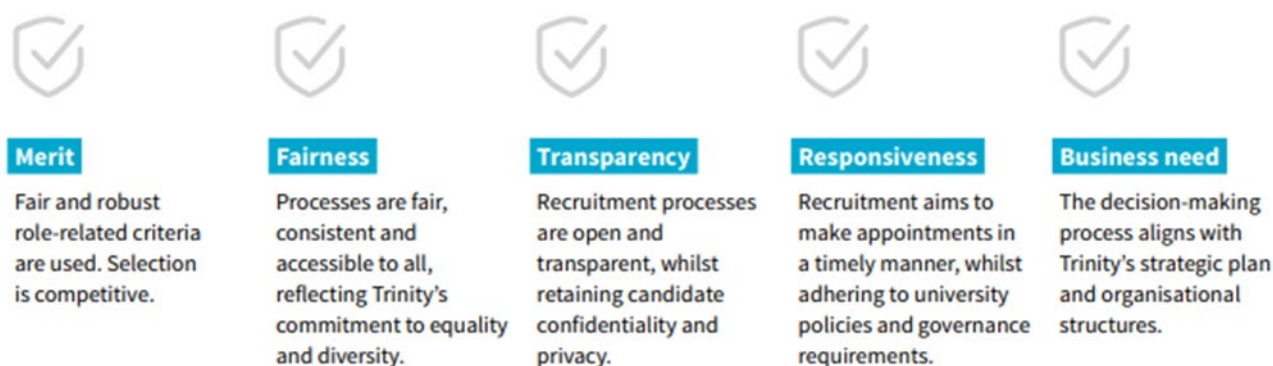 Merit
Fair and robust
role-related criteria
are used. Selection
is competitive.
Fairness
Processes are fair,
consistent and
accessible to all,
reflecting Trinity's
commitment to equality
and diversity.
Transparency
Recruitment processes
are open and
transparent, whilst
retaining candidate
confidentiality and
privacy.
Responsiveness
Recruitment aims to
make appointments in
a timely manner, whilst
adhering to university
policies and governance
requirements.
Business need
The decision-making
process aligns with
Trinity's strategic plan
and organisational
structures.